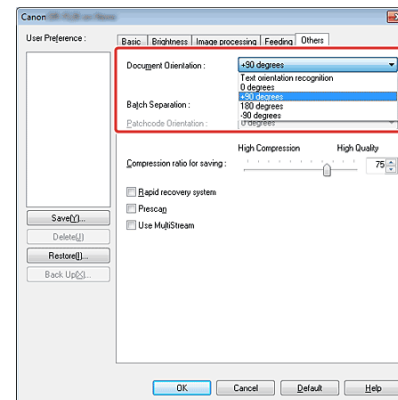 Canon
User Preference :
Basic Brightness Image processing Feeding Others
Document Orientation : +90 degrees
Text orientation recognition
0 degrees
+90 degrees
180 degrees
-90 degrees
Batch Separation :
Patchcode Orientation : 0 degrees
High Compression High Quality
Compression ratio for saving : 75
Rapid recovery system
Prescan
Use MultiStream
Save(Y)...
Delete(J)
Restore(I)...
Back Up(X)...
OK Cancel Default Help